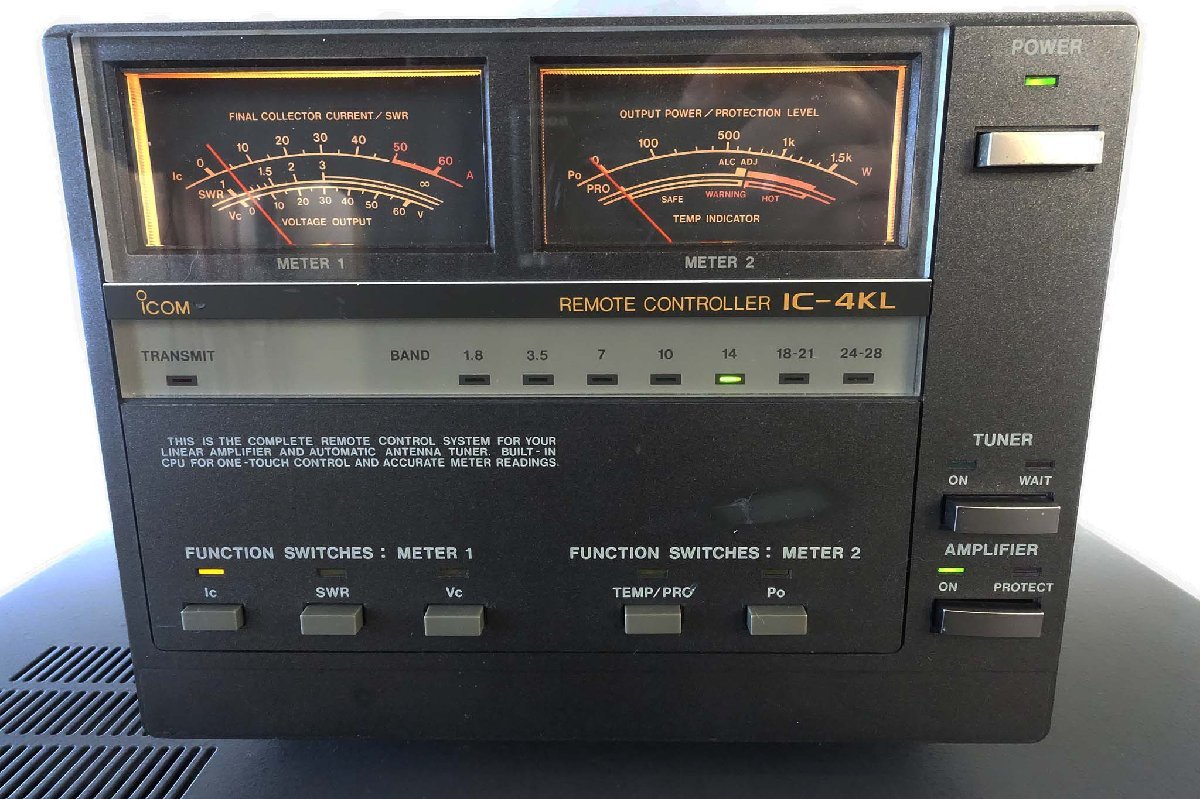 POWER
FINAL COLLECTOR CURRENT/SWR
Ic 0 10 20 30 40 50 60 A
SWR 1 1.5 2 3 ∞
Vc 0 10 20 30 40 50 60 V
VOLTAGE OUTPUT
METER 1
OUTPUT POWER/PROTECTION LEVEL
Po 0 100 500 1k 1.5k W
ALC ADJ
PRO SAFE WARNING HOT
TEMP INDICATOR
METER 2
ICOM
REMOTE CONTROLLER IC-4KL
TRANSMIT BAND 1.8 3.5 7 10 14 18-21 24-28
THIS IS THE COMPLETE REMOTE CONTROL SYSTEM FOR YOUR
LINEAR AMPLIFIER AND AUTOMATIC ANTENNA TUNER. BUILT-IN
CPU FOR ONE-TOUCH CONTROL AND ACCURATE METER READINGS.
TUNER
ON WAIT
AMPLIFIER
ON PROTECT
FUNCTION SWITCHES: METER 1
Ic SWR Vc
FUNCTION SWITCHES: METER 2
TEMP/PRO Po